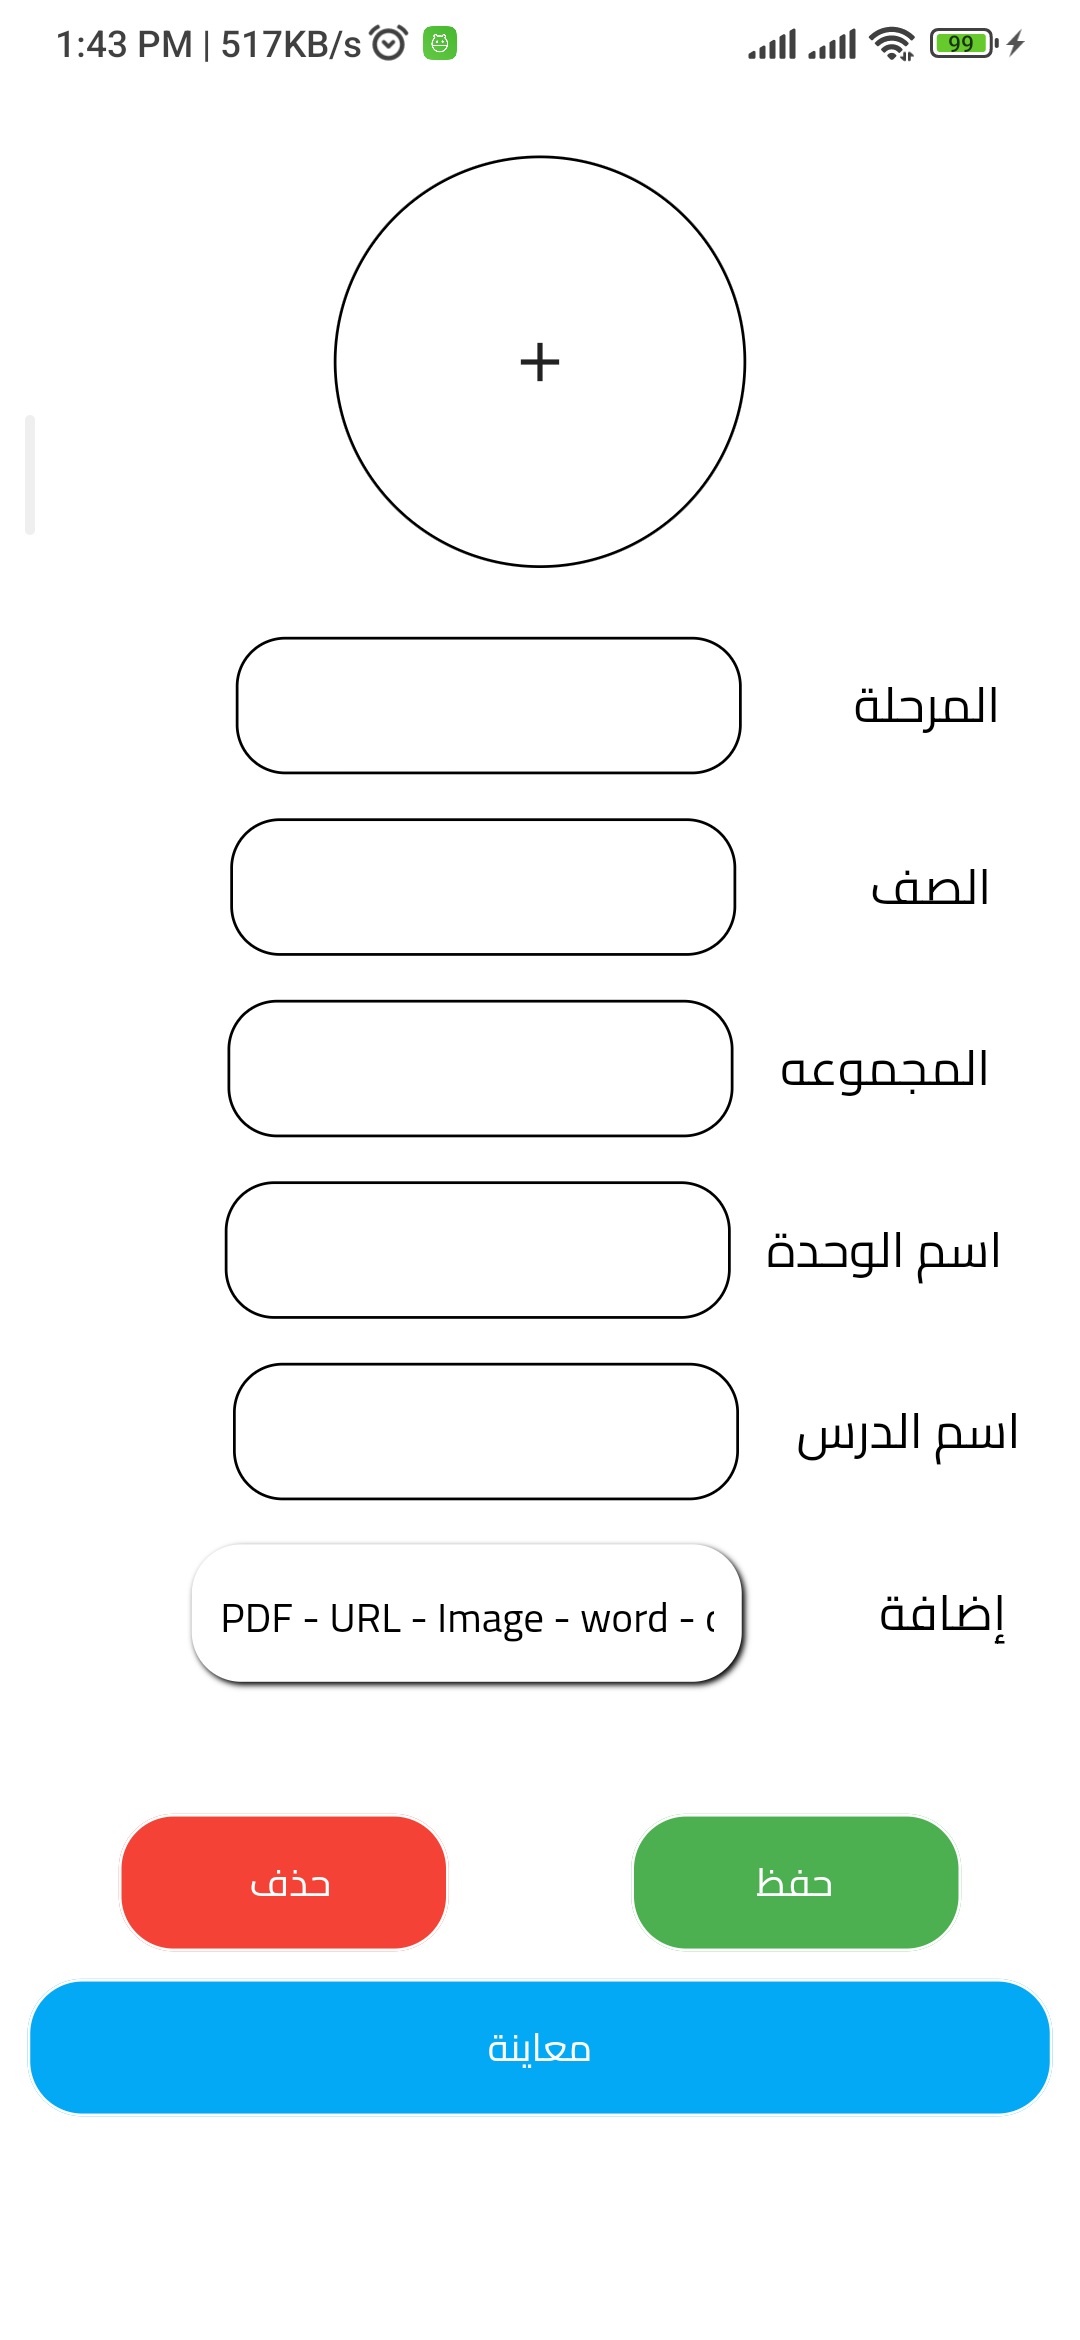 1:43 PM | 517KB/s
99
+
المرحلة
الصف
المجموعه
اسم الوحدة
اسم الدرس
إضافة
PDF - URL - Image - word -
حفظ
حذف
معاينة